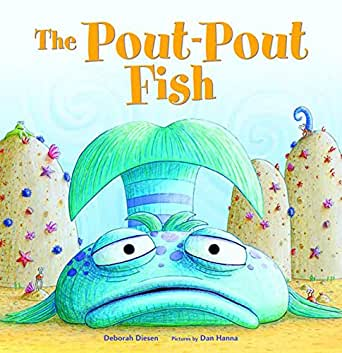 The Pout-Pout
Fish
Deborah Diesen Pictures by Dan Hanna